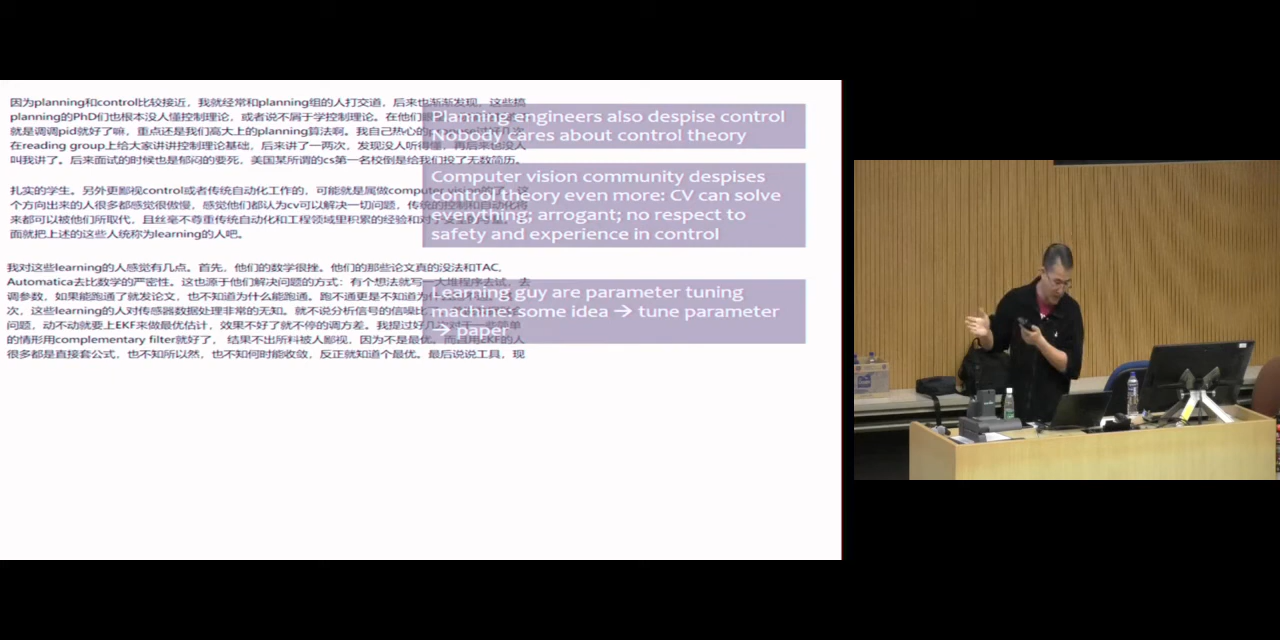 因为planning和control比较接近，我就经常和planning组的人打交道，后来也渐渐发现，这些搞
planning的PhD们也根本没人懂控制理论，或者说不屑于学控制理论。在他们眼
就是调调pid就好了嘛，重点还是我们高大上的planning算法啊。我自己热心的
在reading group上给大家讲讲控制理论基础，后来讲了一两次，发现没人听得懂，再后来也没人
叫我讲了。后来面试的时候也是郁闷的要死，美国某所谓的cs第一名校倒是给我们投了无数简历。
Planning engineers also despise control
Nobody cares about control theory
扎实的学生。另外更鄙视control或者传统自动化工作的，可能就是属做computer vision的了。这
个方向出来的人很多都感觉很傲慢，感觉他们都认为cv可以解决一切问题，传统的控制和自动化将
来都可以被他们所取代，且丝毫不尊重传统自动化和工程领域里积累的经验和对于安全的考量。
面就把上述的这些人统称为learning的人吧。
Computer vision community despises
control theory even more: CV can solve
everything; arrogant; no respect to
safety and experience in control
我对这些learning的人感觉有几点。首先，他们的数学很挫。他们的那些论文真的没法和TAC,
Automatica去比数学的严密性。这也源于他们解决问题的方式：有个想法就写一大堆程序去试，去
调参数，如果能跑通了就发论文，也不知道为什么能跑通。跑不通更是不知道为
次，这些learning的人对传感器数据处理非常的无知。就不说分析信号的信噪比
问题，动不动就要上EKF来做最优估计，效果不好了就不停的调方差。我提过好几次对于一些简单
的情形用complementary filter就好了， 结果不出所料被人鄙视，因为不是最优。而且用EKF的人
很多都是直接套公式，也不知所以然，也不知何时能收敛，反正就知道个最优。最后说说工具，现
Learning guy are parameter tuning
machine: some idea → tune parameter
→ paper